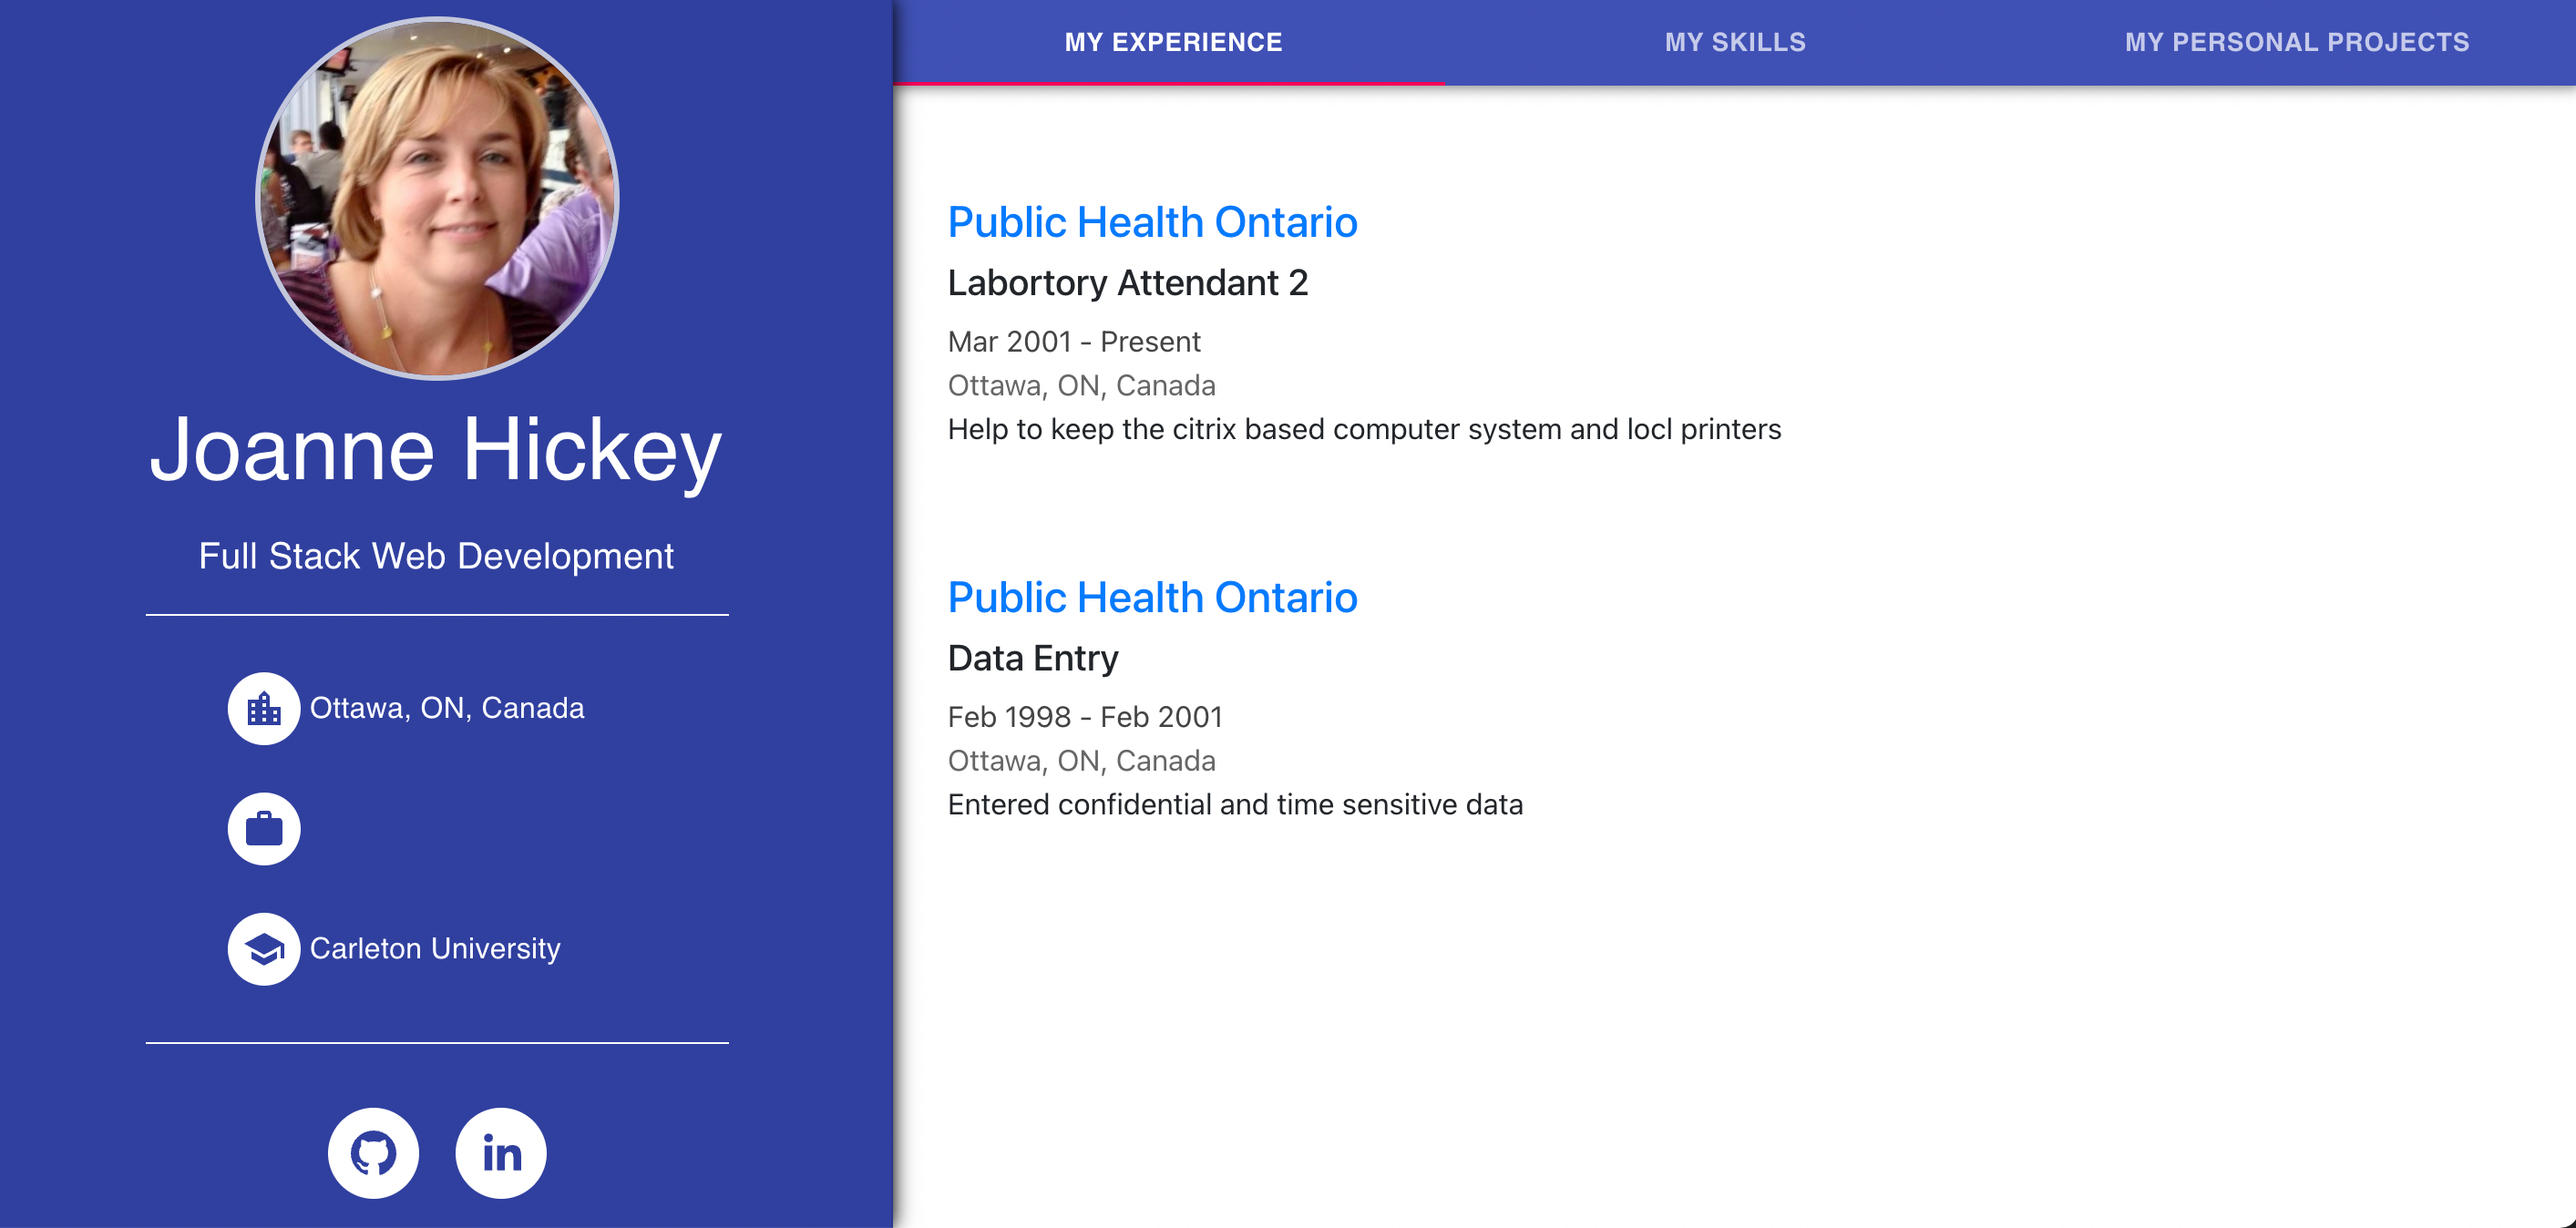 Joanne Hickey
Full Stack Web Development
Ottawa, ON, Canada
Carleton University
in
MY EXPERIENCE
MY SKILLS
MY PERSONAL PROJECTS
Public Health Ontario
Labortory Attendant 2
Mar 2001 - Present
Ottawa, ON, Canada
Help to keep the citrix based computer system and locl printers
Public Health Ontario
Data Entry
Feb 1998 - Feb 2001
Ottawa, ON, Canada
Entered confidential and time sensitive data